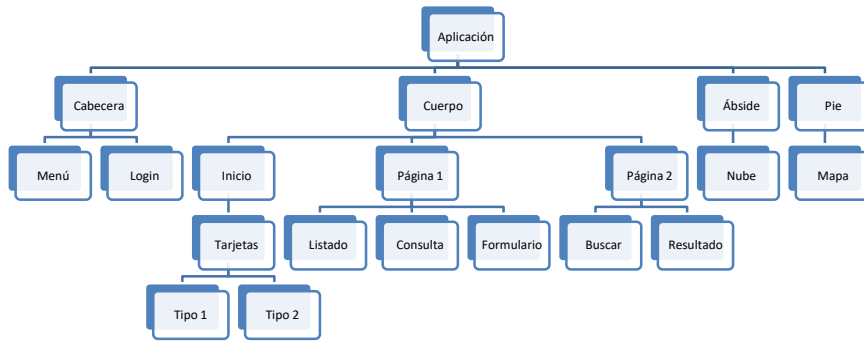 Aplicación
Cabecera
Cuerpo
Ábside
Pie
Menú
Login
Inicio
Página 1
Página 2
Nube
Mapa
Tarjetas
Listado
Consulta
Formulario
Buscar
Resultado
Tipo 1
Tipo 2